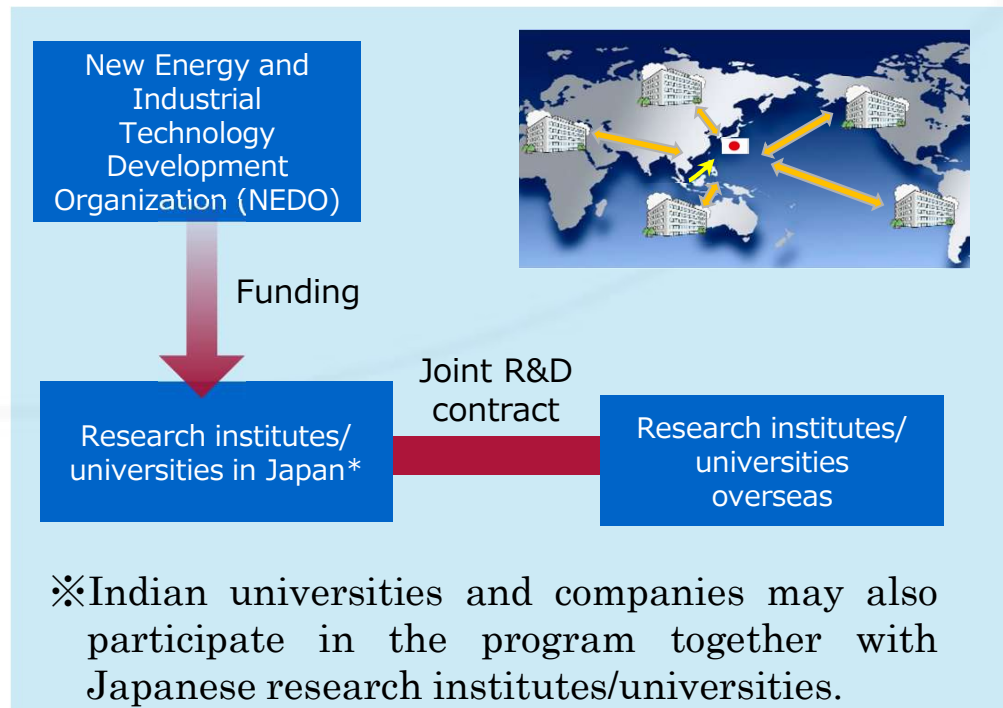 New Energy and
Industrial
Technology
Development
Organization (NEDO)
Funding
Joint R&D
contract
Research institutes/
universities in Japan*
Research institutes/
universities
overseas
※Indian universities and companies may also
participate in the program together with
Japanese research institutes/universities.